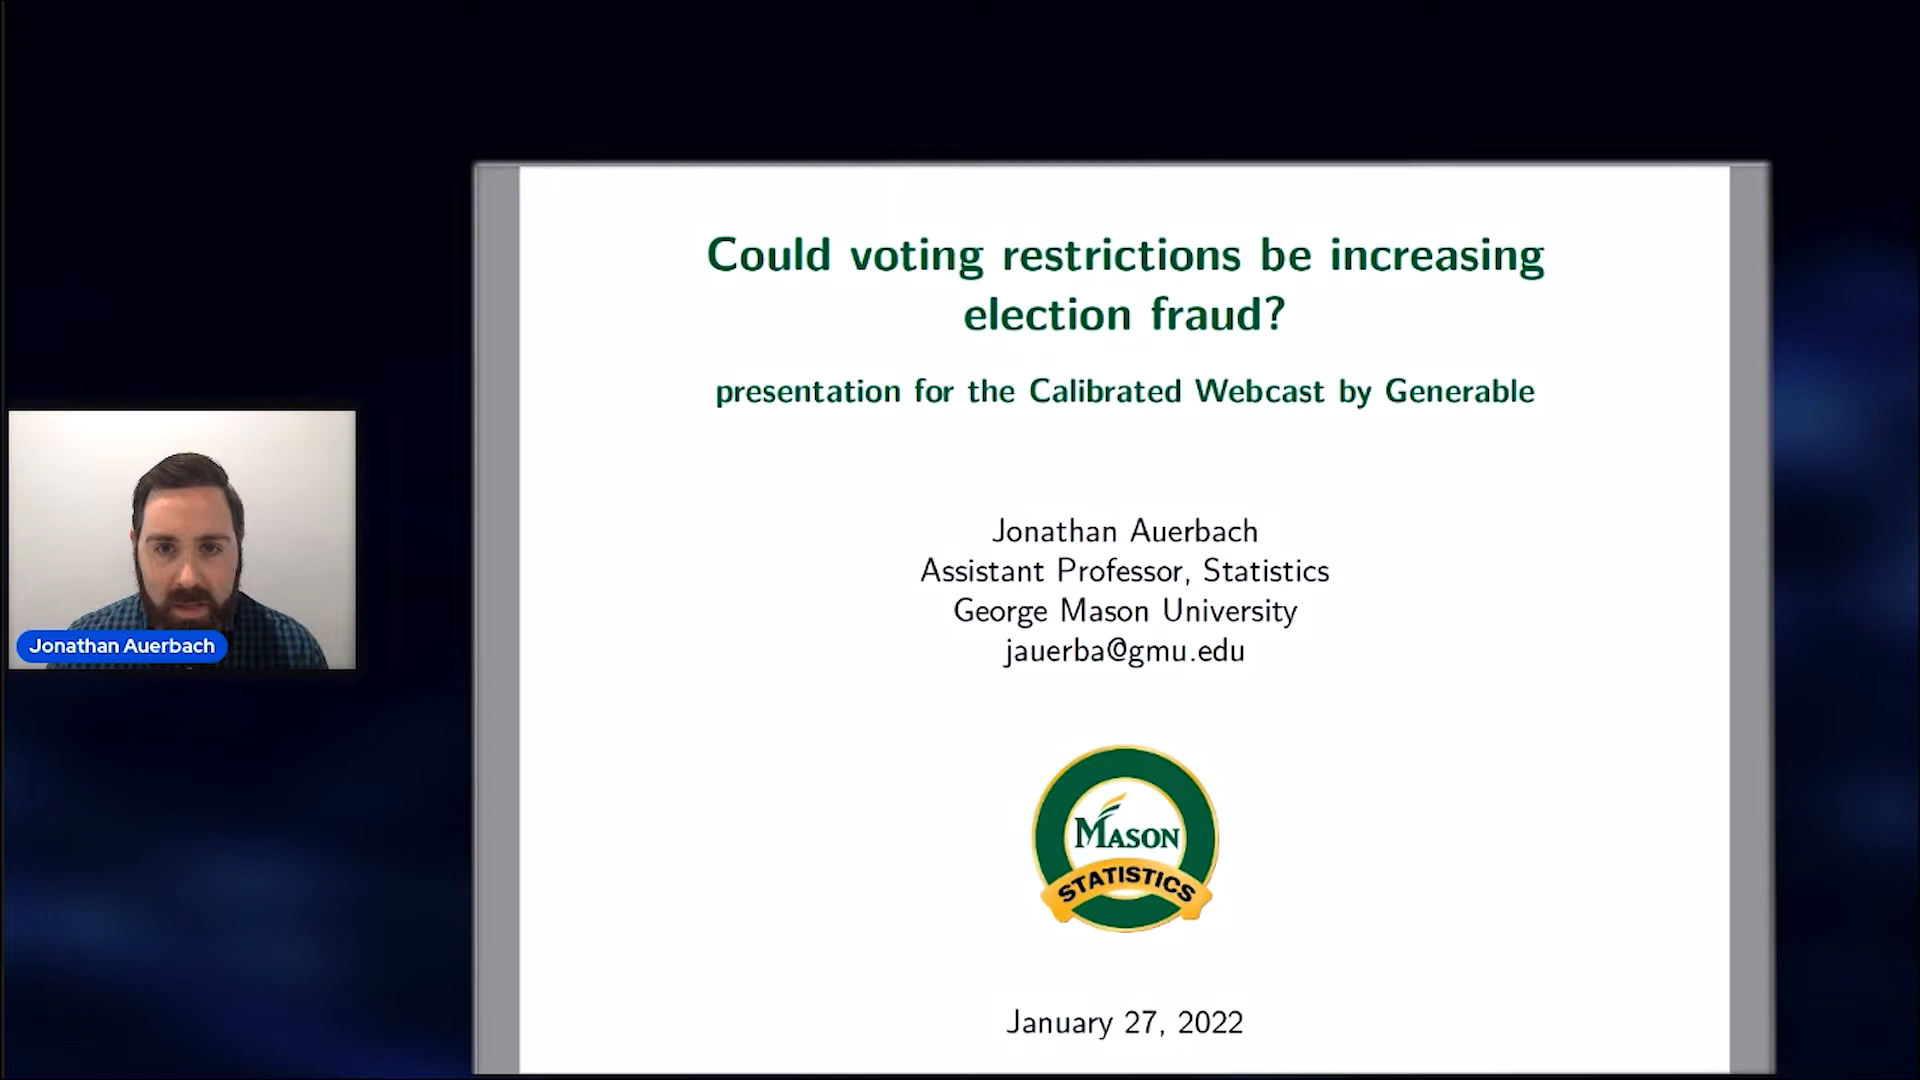 Could voting restrictions be increasing
election fraud?
presentation for the Calibrated Webcast by Generable
Jonathan Auerbach
Assistant Professor, Statistics
George Mason University
jauerba@gmu.edu
Jonathan Auerbach
MASON
STATISTICS
January 27, 2022